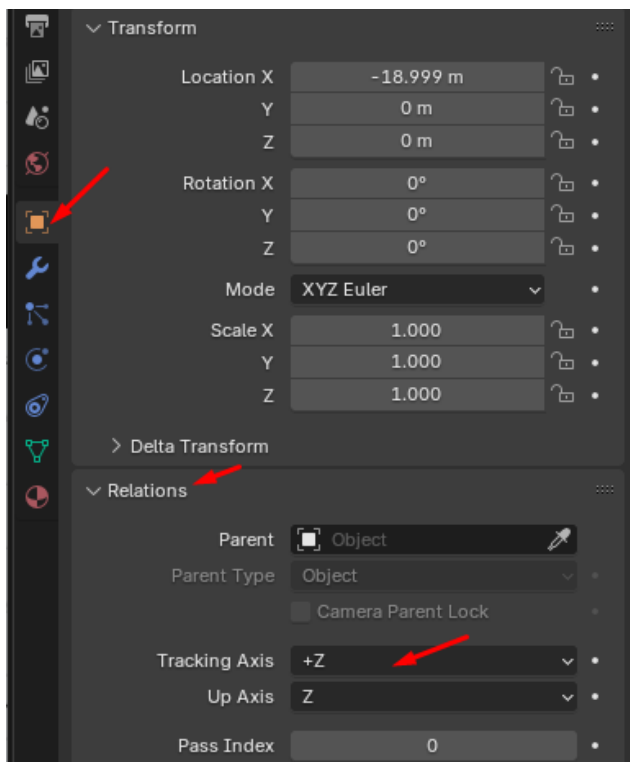 Transform
Location X -18.999 m
Y 0 m
Z 0 m
Rotation X 0°
Y 0°
Z 0°
Mode XYZ Euler
Scale X 1.000
Y 1.000
Z 1.000
Delta Transform
Relations
Parent Object
Parent Type Object
Camera Parent Lock
Tracking Axis +Z
Up Axis Z
Pass Index 0